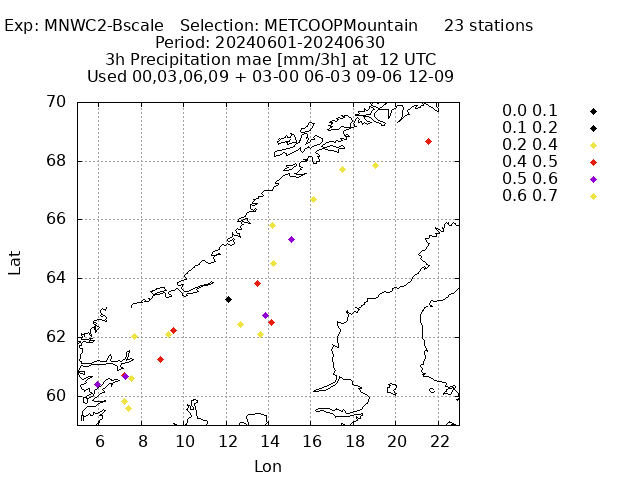 Exp: MNWC2-Bscale   Selection: METCOOPMountain     23 stations
Period: 20240601-20240630
3h Precipitation mae [mm/3h] at  12 UTC
Used 00,03,06,09 + 03-00 06-03 09-06 12-09
70
68
66
64
62
60
Lat
6 8 10 12 14 16 18 20 22
Lon
0.0 0.1
0.1 0.2
0.2 0.4
0.4 0.5
0.5 0.6
0.6 0.7